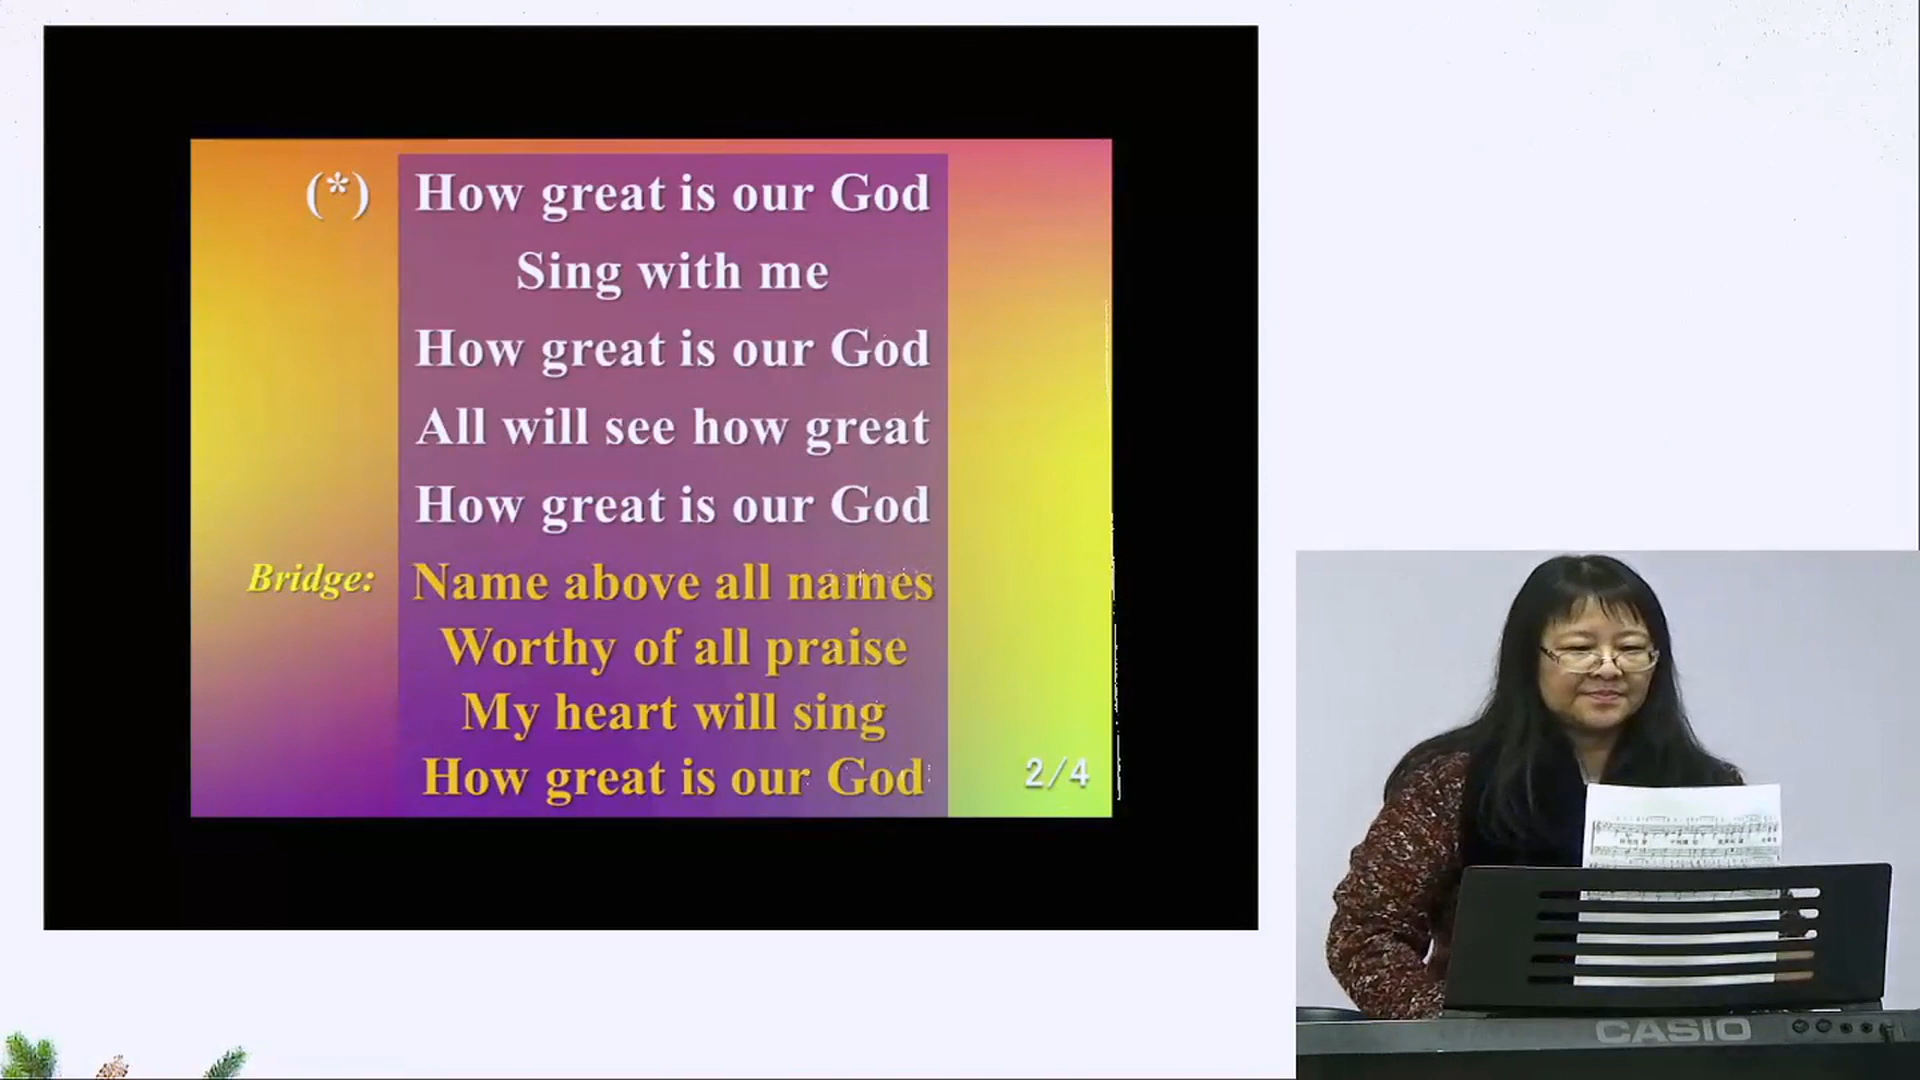 (*) How great is our God
Sing with me
How great is our God
All will see how great
How great is our God
Bridge: Name above all names
Worthy of all praise
My heart will sing
How great is our God
2/4
CASIO